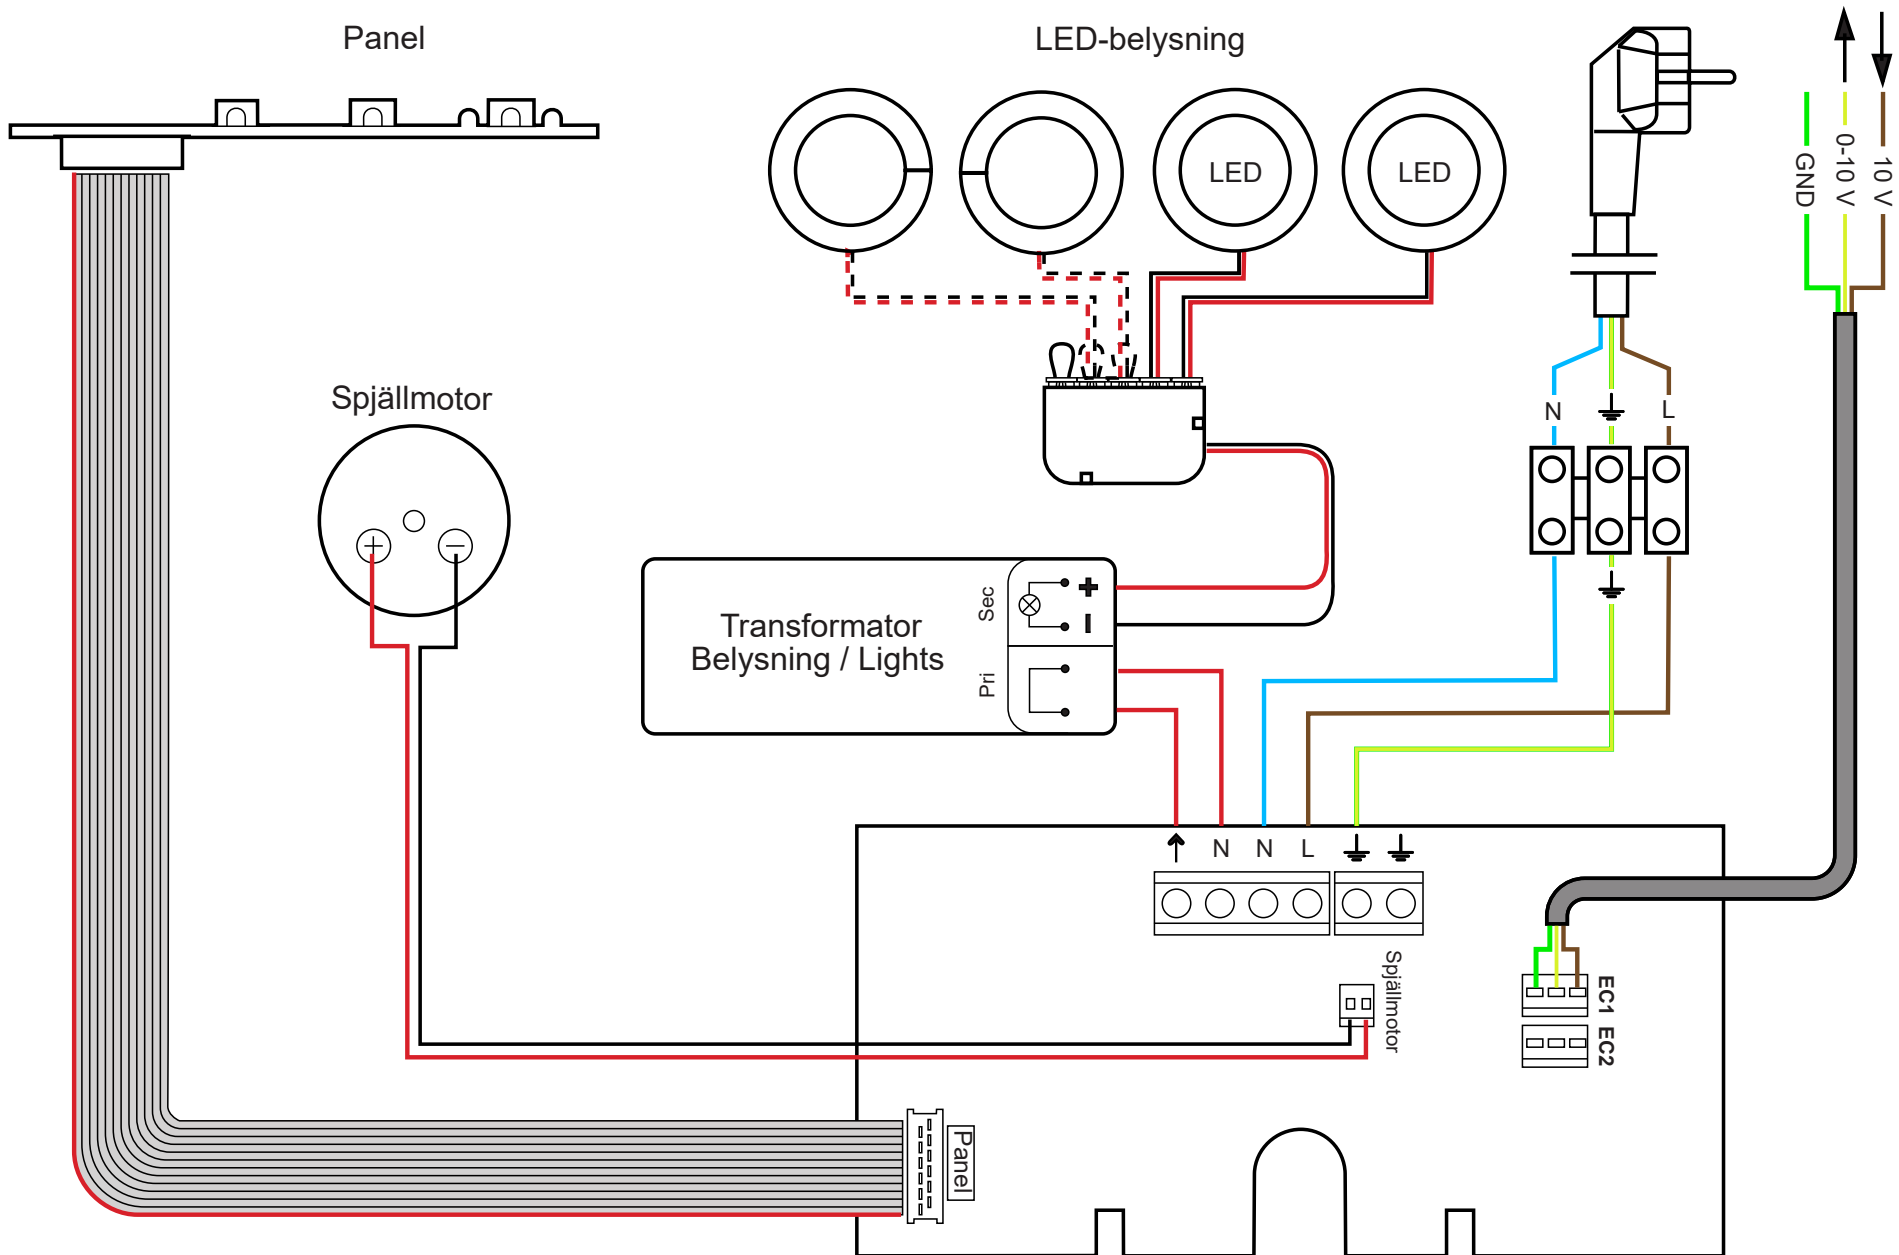 Panel
LED-belysning
LED
LED
GND
0-10 V
10 V
Spjällmotor
N
L
Transformator
Belysning / Lights
Sec
Pri
N
N
L
Spjällmotor
EC1
EC2
Panel